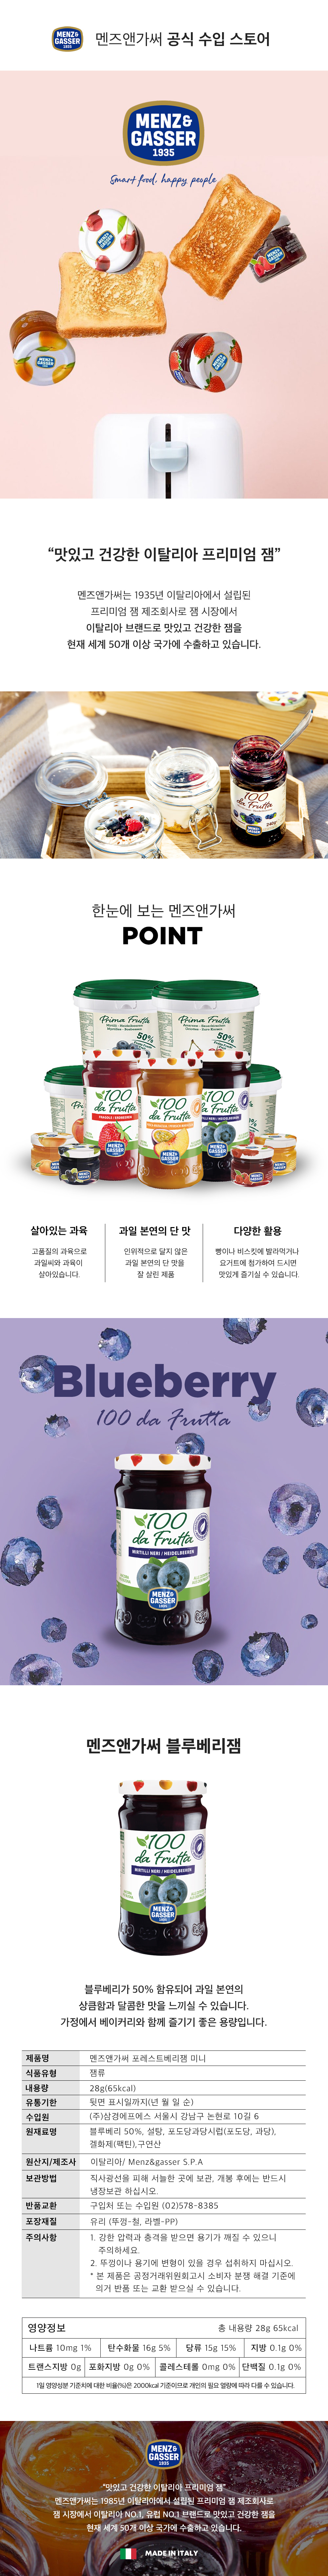 MENZ&
GASSER
1935
멘즈앤가써 공식 수입 스토어
MENZ&
GASSER
1935
Smart food, happy people
"맛있고 건강한 이탈리아 프리미엄 잼"
멘즈앤가써는 1935년 이탈리아에서 설립된
프리미엄 잼 제조회사로 잼 시장에서
이탈리아 브랜드로 맛있고 건강한 잼을
현재 세계 50개 이상 국가에 수출하고 있습니다.
100
da Frutta
240g
한눈에 보는 멘즈앤가써
POINT
Prima Frutta
Prima Frutta
50%
50%
100
da Frutta
100
da Frutta
100
da Frutta
MENZ&
GASSER
MENZ&
GASSER
MENZ&
GASSER
살아있는 과육
고품질의 과육으로
과일씨와 과육이
살아있습니다.
과일 본연의 단 맛
인위적으로 달지 않은
과일 본연의 단 맛을
잘 살린 제품
다양한 활용
빵이나 비스킷에 발라먹거나
요거트에 첨가하여 드시면
맛있게 즐기실 수 있습니다.
Blueberry
100 da Frutta
100
da Frutta
MIRTILLI NERI / HEIDELBEEREN
MENZ&
GASSER
1935
멘즈앤가써 블루베리잼
100
da Frutta
MIRTILLI NERI / HEIDELBEEREN
MENZ&
GASSER
1935
블루베리가 50% 함유되어 과일 본연의
상큼함과 달콤한 맛을 느끼실 수 있습니다.
가정에서 베이커리와 함께 즐기기 좋은 용량입니다.
제품명 멘즈앤가써 포레스트베리잼 미니
식품유형 잼류
내용량 28g(65kcal)
유통기한 뒷면 표시일까지(년 월 일 순)
수입원 (주)삼경에프에스 서울시 강남구 논현로 10길 6
원재료명 블루베리 50%, 설탕, 포도당과당시럽(포도당, 과당),
겔화제(팩틴),구연산
원산지/제조사 이탈리아/ Menz&gasser S.P.A
보관방법 직사광선을 피해 서늘한 곳에 보관, 개봉 후에는 반드시
냉장보관 하십시오.
반품교환 구입처 또는 수입원 (02)578-8385
포장재질 유리 (뚜껑-철, 라벨-PP)
주의사항 1. 강한 압력과 충격을 받으면 용기가 깨질 수 있으니
주의하세요.
2. 뚜껑이나 용기에 변형이 있을 경우 섭취하지 마십시오.
* 본 제품은 공정거래위원회고시 소비자 분쟁 해결 기준에
의거 반품 또는 교환 받으실 수 있습니다.
영양정보 총 내용량 28g 65kcal
나트륨 10mg 1% 탄수화물 16g 5% 당류 15g 15% 지방 0.1g 0%
트랜스지방 0g 포화지방 0g 0% 콜레스테롤 0mg 0% 단백질 0.1g 0%
1일 영양성분 기준치에 대한 비율(%)은 2000kcal 기준이므로 개인의 필요 열량에 따라 다를 수 있습니다.
MENZ&
GASSER
1935
"맛있고 건강한 이탈리아 프리미엄 잼"
멘즈앤가써는 1985년 이탈리아에서 설립된 프리미엄 잼 제조회사로
잼 시장에서 이탈리아 NO.1, 유럽 NO.1 브랜드로 맛있고 건강한 잼을
현재 세계 50개 이상 국가에 수출하고 있습니다.
MADE IN ITALY